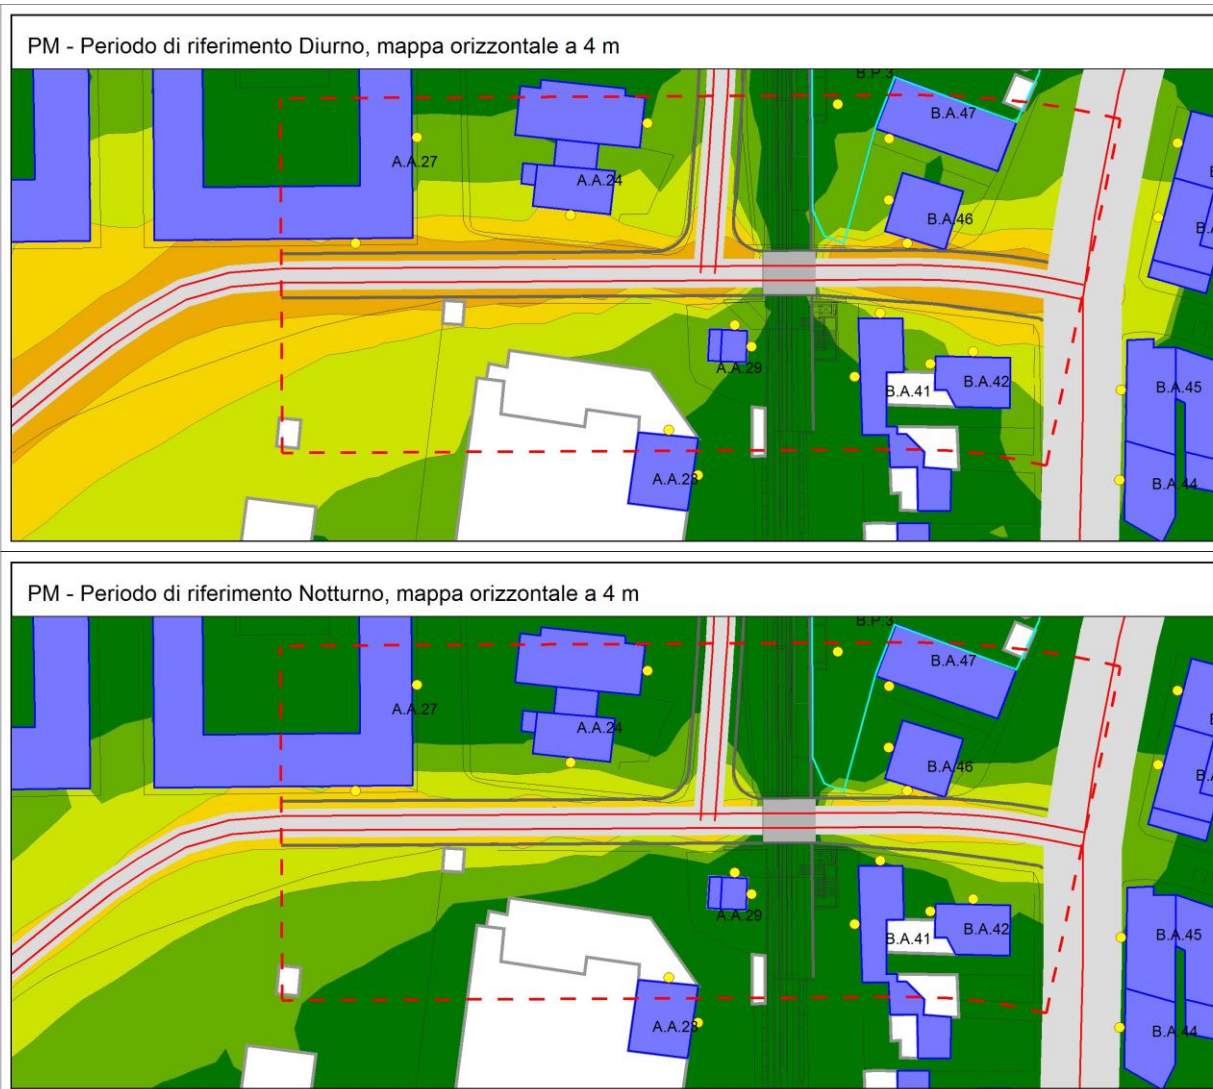 PM - Periodo di riferimento Diurno, mappa orizzontale a 4 m
B.P.3
B.A.47
A.A.27
A.A.24
B.A.46
A.A.29
B.A.41
B.A.42
B.A.45
A.A.23
B.A.44
PM - Periodo di riferimento Notturno, mappa orizzontale a 4 m
B.P.3
B.A.47
A.A.27
A.A.24
B.A.46
A.A.29
B.A.41
B.A.42
B.A.45
A.A.23
B.A.44